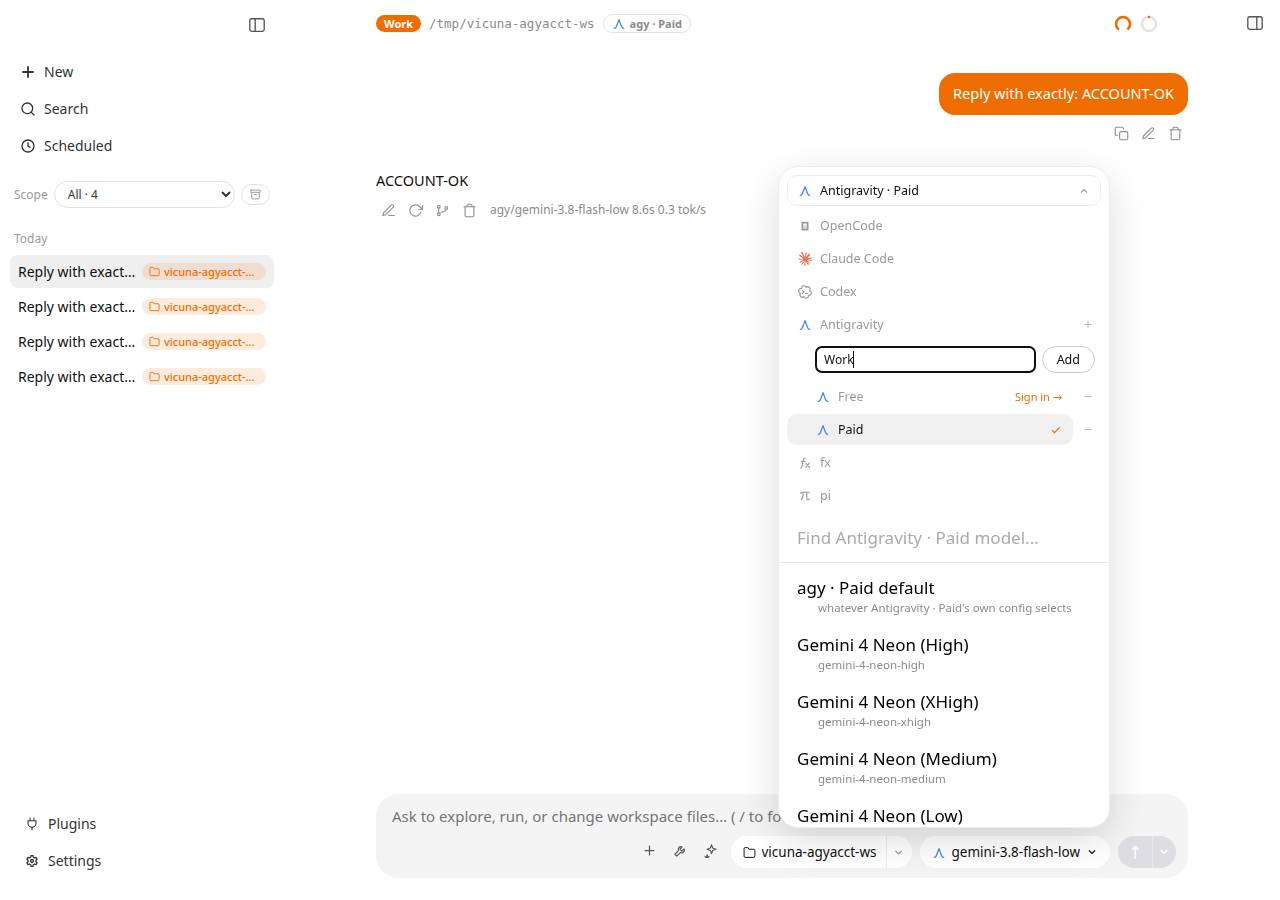 Work /tmp/vicuna-agyacct-ws agy · Paid
New
Search
Scheduled
Scope All · 4
Today
Reply with exact... vicuna-agyacct-...
Reply with exact... vicuna-agyacct-...
Reply with exact... vicuna-agyacct-...
Reply with exact... vicuna-agyacct-...
Plugins
Settings
Reply with exactly: ACCOUNT-OK
ACCOUNT-OK
agy/gemini-3.8-flash-low 8.6s 0.3 tok/s
Antigravity · Paid
OpenCode
Claude Code
Codex
Antigravity +
Work Add
Free Sign in → −
Paid −
fx fx
π pi
Find Antigravity · Paid model...
agy · Paid default
whatever Antigravity · Paid's own config selects
Gemini 4 Neon (High)
gemini-4-neon-high
Gemini 4 Neon (XHigh)
gemini-4-neon-xhigh
Gemini 4 Neon (Medium)
gemini-4-neon-medium
Gemini 4 Neon (Low)
Ask to explore, run, or change workspace files... ( / to fo
vicuna-agyacct-ws gemini-3.8-flash-low